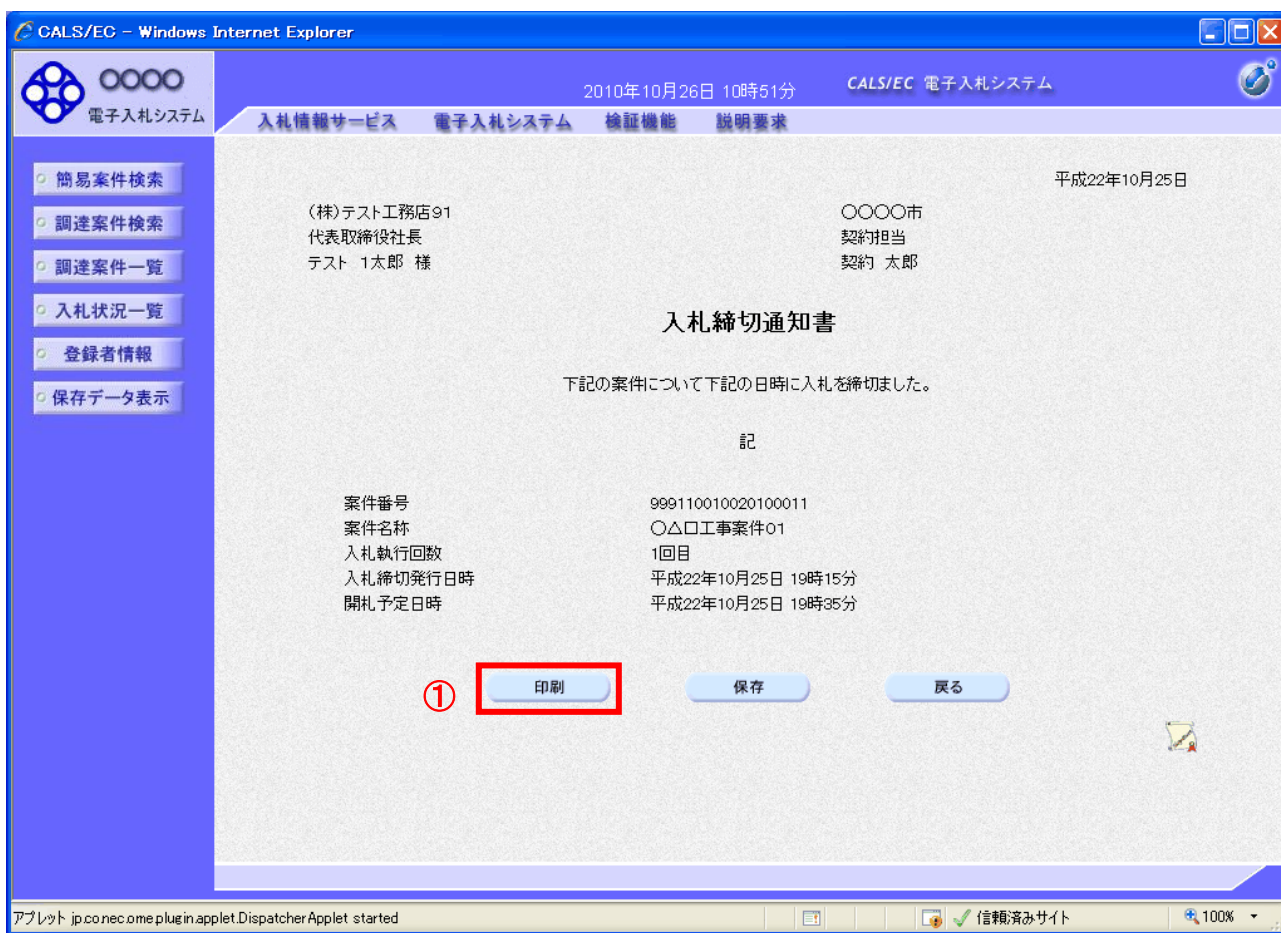 CALS/EC - Windows Internet Explorer
〇〇〇〇
電子入札システム
2010年10月26日 10時51分
CALS/EC 電子入札システム
入札情報サービス 電子入札システム 検証機能 説明要求
簡易案件検索
調達案件検索
調達案件一覧
入札状況一覧
登録者情報
保存データ表示
平成22年10月25日
(株)テスト工務店91
代表取締役社長
テスト 1太郎 様
〇〇〇〇市
契約担当
契約 太郎
入札締切通知書
下記の案件について下記の日時に入札を締切ました。
記
案件番号 999110010020100011
案件名称 〇△口工事案件01
入札執行回数 1回目
入札締切発行日時 平成22年10月25日 19時15分
開札予定日時 平成22年10月25日 19時35分
① 印刷 保存 戻る
アプレット jp.co.nec.ome.plugin.applet.DispatcherApplet started
信頼済みサイト
100%